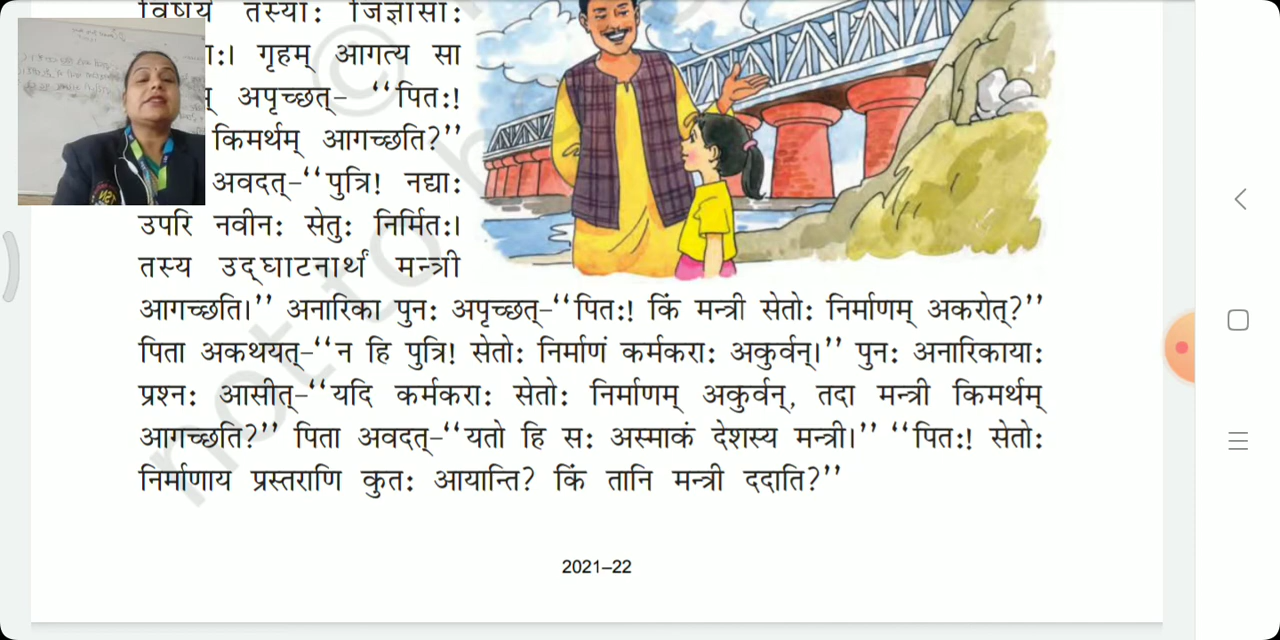 विषये तस्याः जिज्ञासाः
गृहम् आगत्य सा
अपृच्छत्– “पितः!
किमर्थम् आगच्छति?”
अवदत्–“पुत्रि! नद्याः
उपरि नवीनः सेतुः निर्मितः।
तस्य उद्घाटनार्थं मन्त्री
आगच्छति।” अनारिका पुनः अपृच्छत्–“पितः! किं मन्त्री सेतोः निर्माणम् अकरोत्?”
पिता अकथयत्–“न हि पुत्रि! सेतोः निर्माणं कर्मकराः अकुर्वन्।” पुनः अनारिकायाः
प्रश्नः आसीत्–“यदि कर्मकराः सेतोः निर्माणम् अकुर्वन्, तदा मन्त्री किमर्थम्
आगच्छति?” पिता अवदत्–“यतो हि सः अस्माकं देशस्य मन्त्री।” “पितः! सेतोः
निर्माणाय प्रस्तराणि कुतः आयान्ति? किं तानि मन्त्री ददाति?”
2021–22